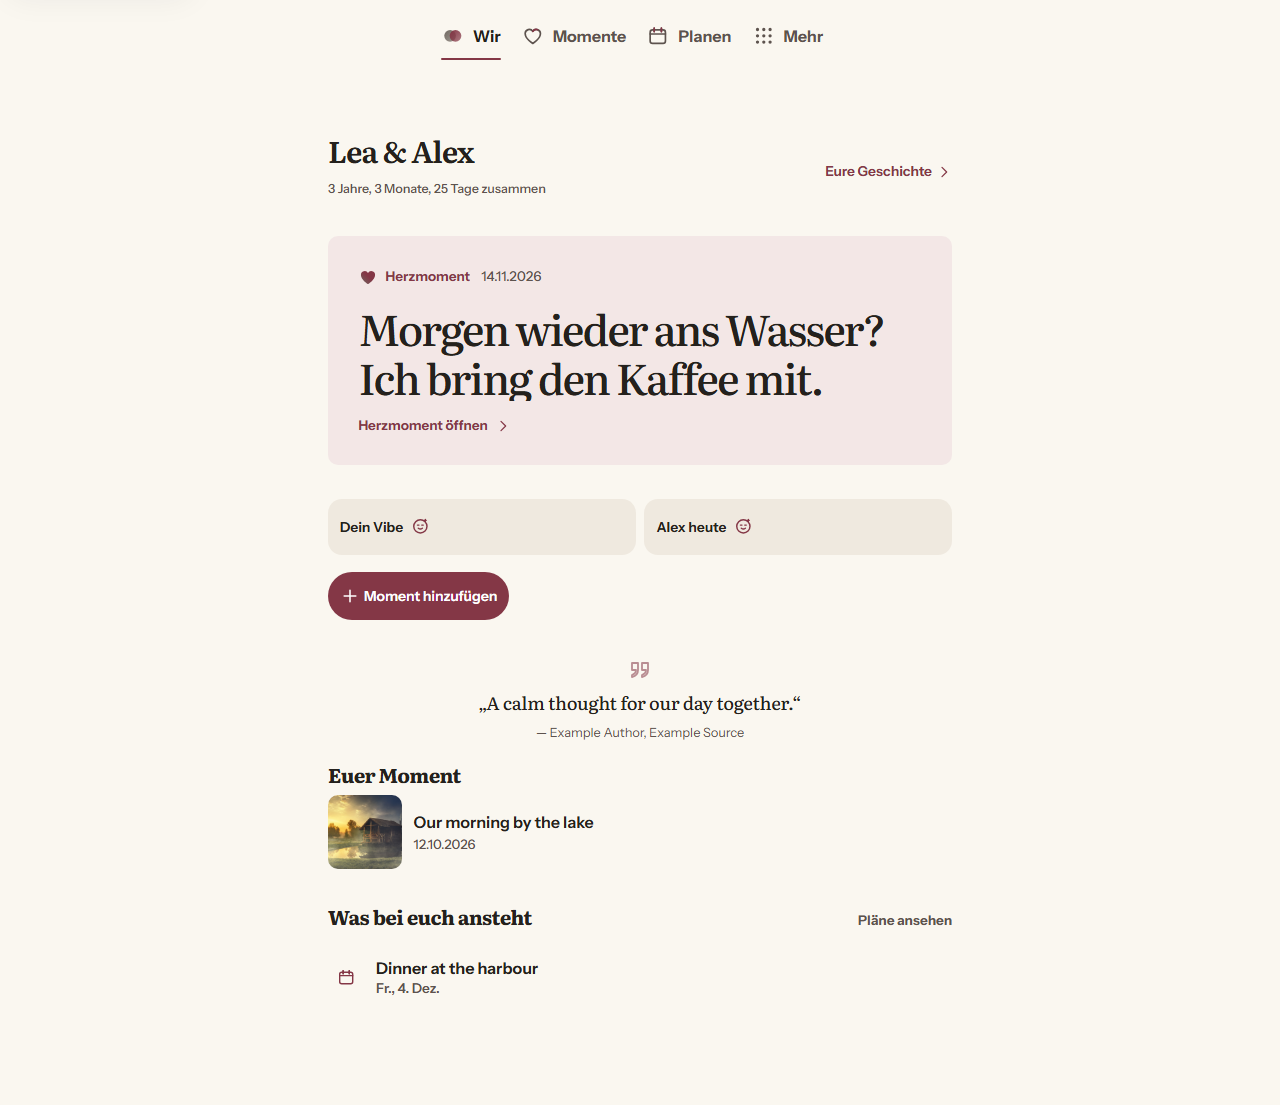 Wir Momente Planen Mehr
Lea & Alex
3 Jahre, 3 Monate, 25 Tage zusammen
Eure Geschichte
Herzmoment 14.11.2026
Morgen wieder ans Wasser?
Ich bring den Kaffee mit.
Herzmoment öffnen
Dein Vibe
Alex heute
Moment hinzufügen
„A calm thought for our day together.“
— Example Author, Example Source
Euer Moment
Our morning by the lake
12.10.2026
Was bei euch ansteht
Pläne ansehen
Dinner at the harbour
Fr., 4. Dez.